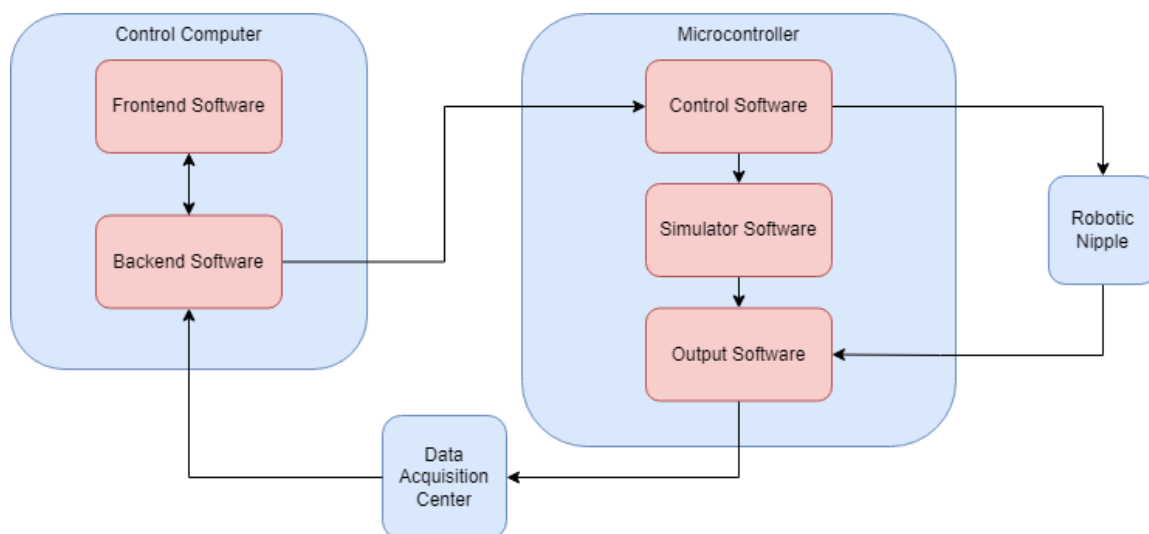 Control Computer
Microcontroller
Frontend Software
Control Software
Simulator Software
Robotic
Nipple
Backend Software
Output Software
Data
Acquisition
Center